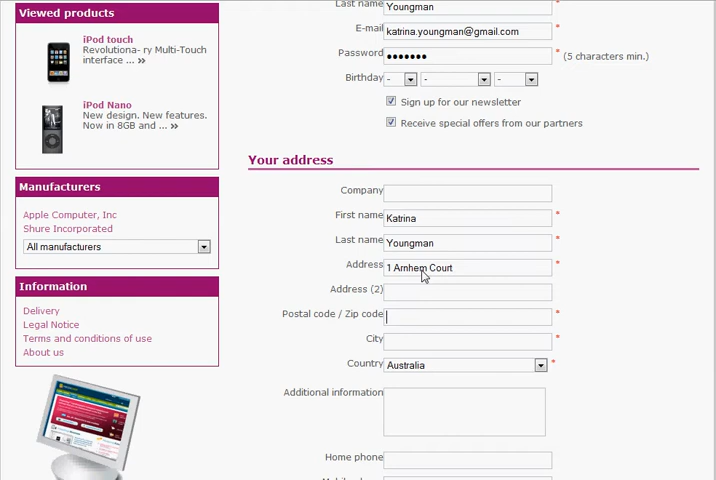 Viewed products
iPod touch
Revolutiona- ry Multi-Touch
interface ... »
iPod Nano
New design. New features.
Now in 8GB and ... »
Manufacturers
Apple Computer, Inc
Shure Incorporated
All manufacturers
Information
Delivery
Legal Notice
Terms and conditions of use
About us
Last name Youngman
E-mail katrina.youngman@gmail.com *
Password ●●●●●●● * (5 characters min.)
Birthday - - -
Sign up for our newsletter
Receive special offers from our partners
Your address
Company
First name Katrina *
Last name Youngman *
Address 1 Arnhem Court *
Address (2)
Postal code / Zip code *
City *
Country Australia *
Additional information
Home phone